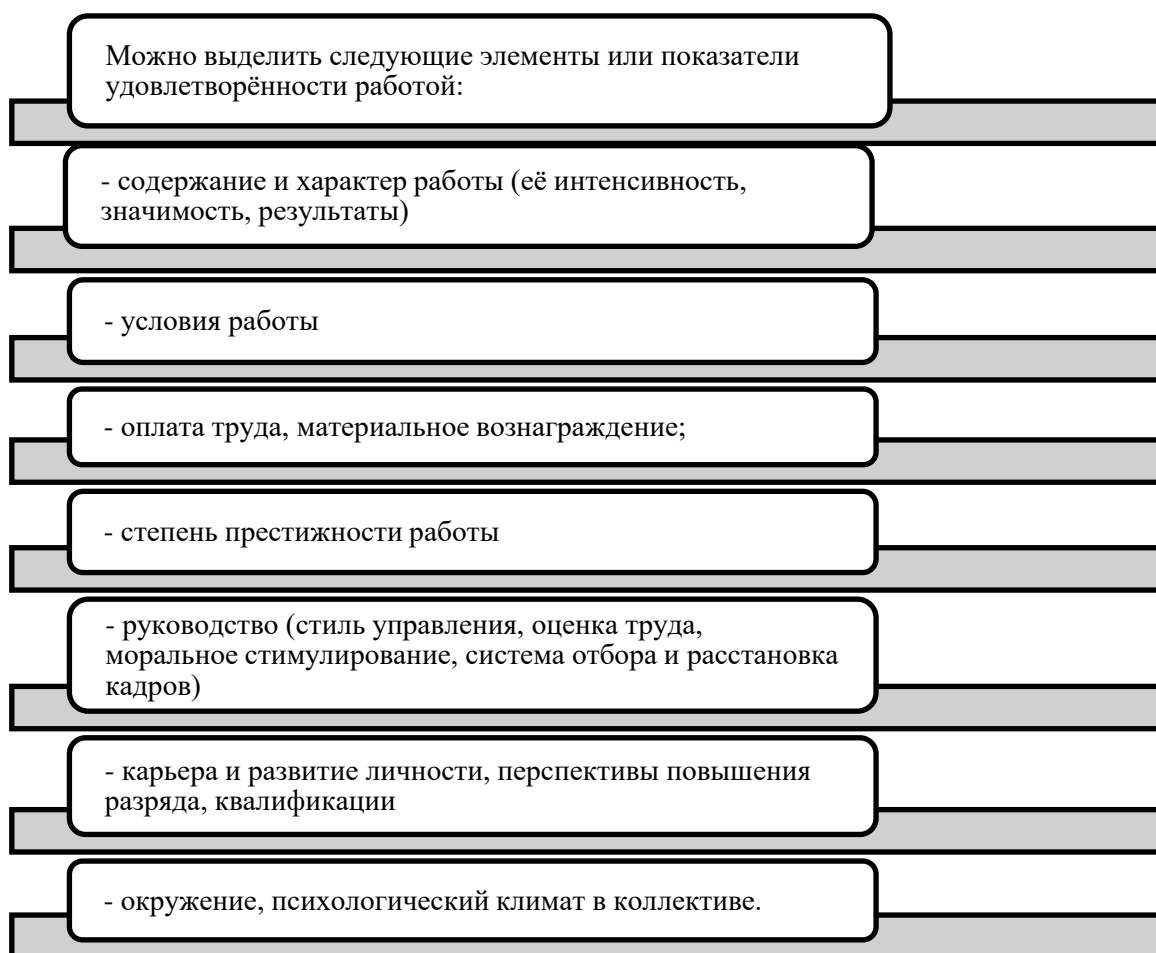 Можно выделить следующие элементы или показатели
удовлетворённости работой:
- содержание и характер работы (её интенсивность,
значимость, результаты)
- условия работы
- оплата труда, материальное вознаграждение;
- степень престижности работы
- руководство (стиль управления, оценка труда,
моральное стимулирование, система отбора и расстановка
кадров)
- карьера и развитие личности, перспективы повышения
разряда, квалификации
- окружение, психологический климат в коллективе.